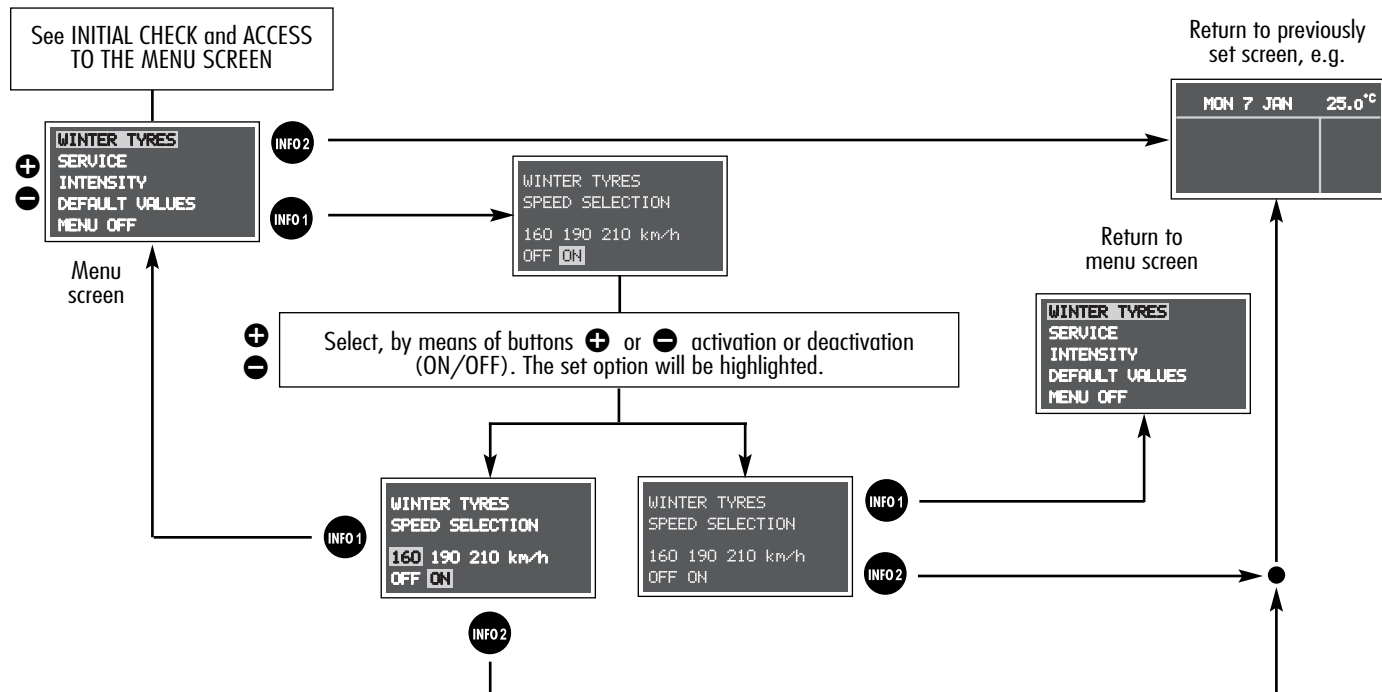 See INITIAL CHECK and ACCESS
TO THE MENU SCREEN
WINTER TYRES
SERVICE
INTENSITY
DEFAULT VALUES
MENU OFF
INFO 2
INFO 1
Menu
screen
WINTER TYRES
SPEED SELECTION
160 190 210 km/h
OFF ON
Return to previously
set screen, e.g.
MON 7 JAN 25.0°C
Return to
menu screen
WINTER TYRES
SERVICE
INTENSITY
DEFAULT VALUES
MENU OFF
Select, by means of buttons + or − activation or deactivation
(ON/OFF). The set option will be highlighted.
INFO 1
WINTER TYRES
SPEED SELECTION
160 190 210 km/h
OFF ON
INFO 2
WINTER TYRES
SPEED SELECTION
160 190 210 km/h
OFF ON
INFO 1
INFO 2